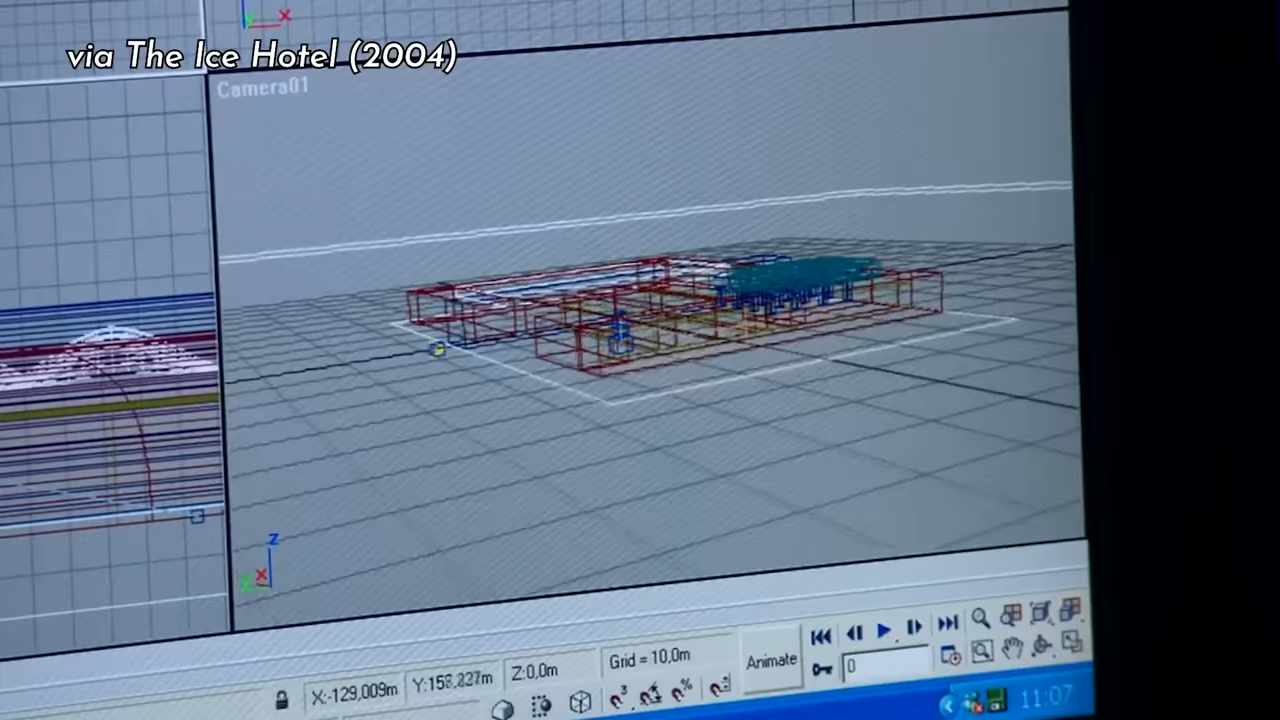 via The Ice Hotel (2004)
x
Camera01
z
x
X:-129,009m
Y:158,227m
Z:0,0m
Grid = 10,0m
Animate
0
3
%
11:07